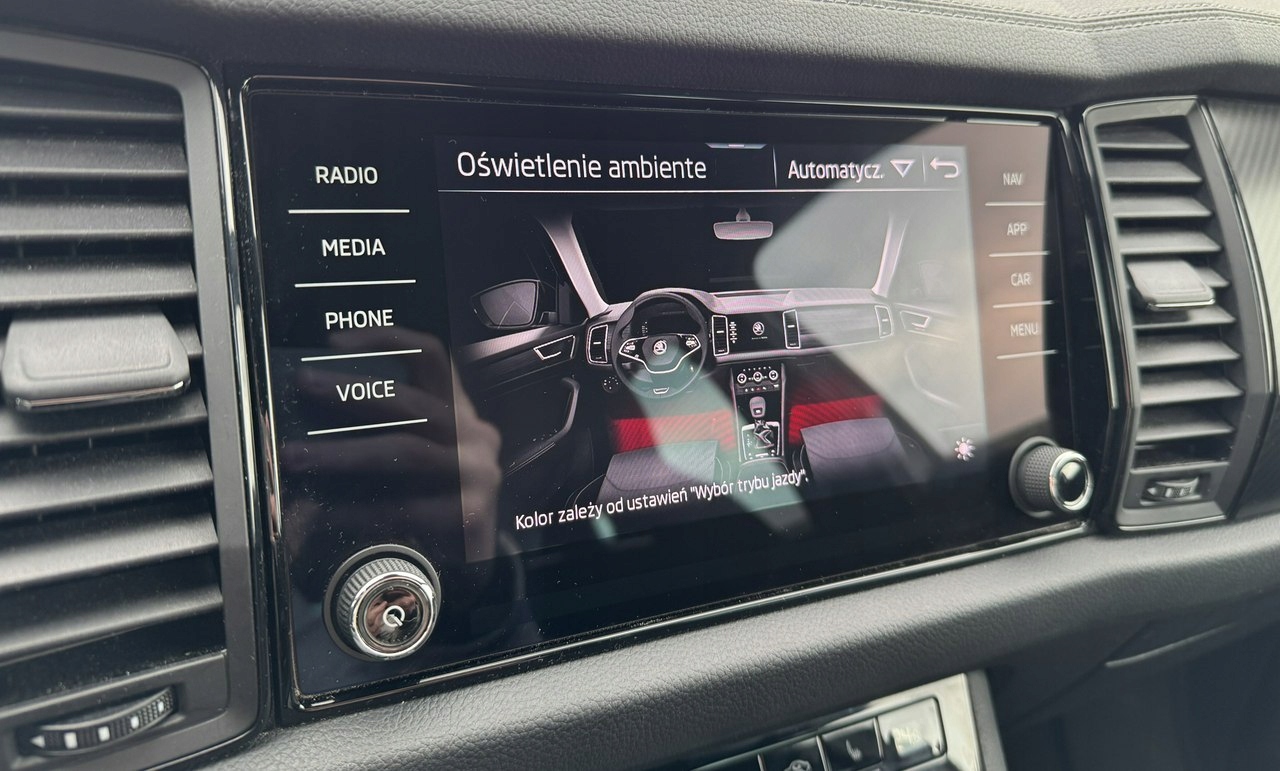 RADIO
MEDIA
PHONE
VOICE
Oświetlenie ambiente
Automatycz.
Kolor zależy od ustawień "Wybór trybu jazdy".
NAV
APP
CAR
MENU